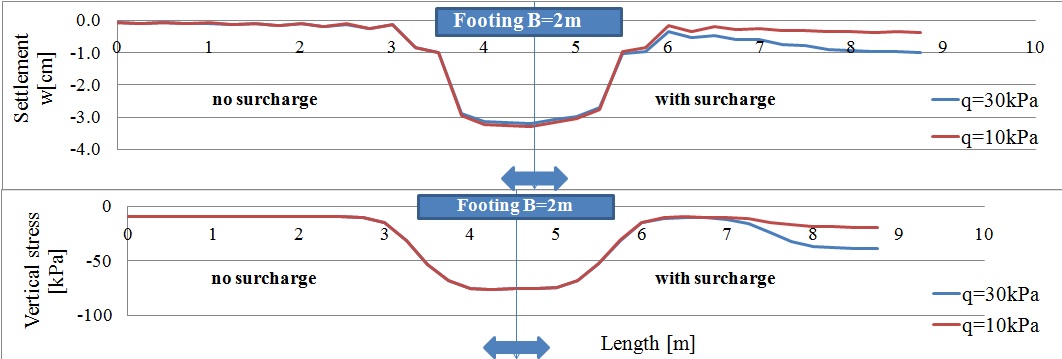 Settlement
w[cm]
0.0
-1.0
-2.0
-3.0
-4.0
Footing B=2m
0 1 2 3 4 5 6 7 8 9 10
no surcharge
with surcharge
q=30kPa
q=10kPa
Vertical stress
[kPa]
0
-50
-100
Footing B=2m
0 1 2 3 4 5 6 7 8 9 10
no surcharge
with surcharge
q=30kPa
q=10kPa
Length [m]